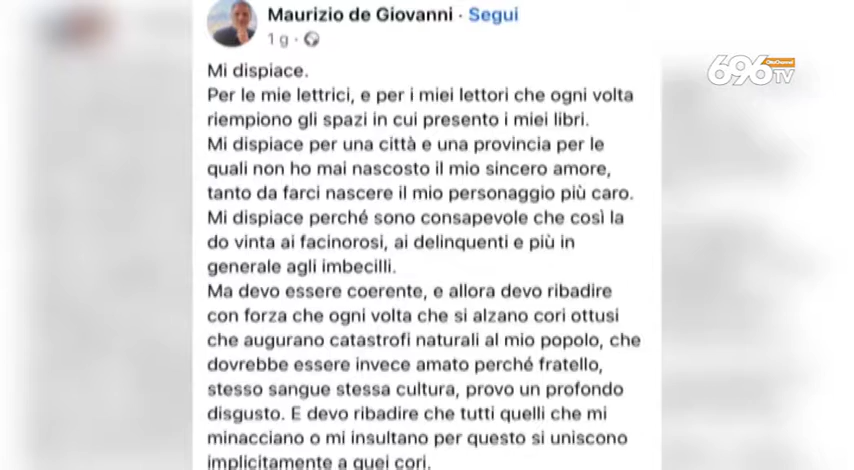 Maurizio de Giovanni · Segui
1 g ·
Mi dispiace.
Per le mie lettrici, e per i miei lettori che ogni volta
riempiono gli spazi in cui presento i miei libri.
Mi dispiace per una città e una provincia per le
quali non ho mai nascosto il mio sincero amore,
tanto da farci nascere il mio personaggio più caro.
Mi dispiace perché sono consapevole che così la
do vinta ai facinorosi, ai delinquenti e più in
generale agli imbecilli.
Ma devo essere coerente, e allora devo ribadire
con forza che ogni volta che si alzano cori ottusi
che augurano catastrofi naturali al mio popolo, che
dovrebbe essere invece amato perché fratello,
stesso sangue stessa cultura, provo un profondo
disgusto. E devo ribadire che tutti quelli che mi
minacciano o mi insultano per questo si uniscono
implicitamente a quei cori.
696
OttoChannel
TV